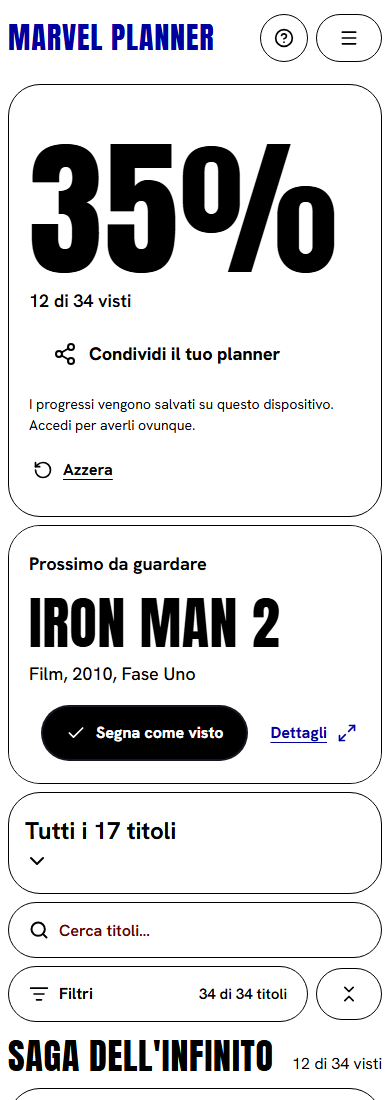 MARVEL PLANNER
35%
12 di 34 visti
Condividi il tuo planner
I progressi vengono salvati su questo dispositivo.
Accedi per averli ovunque.
Azzera
Prossimo da guardare
IRON MAN 2
Film, 2010, Fase Uno
Segna come visto
Dettagli
Tutti i 17 titoli
Cerca titoli...
Filtri
34 di 34 titoli
SAGA DELL'INFINITO
12 di 34 visti